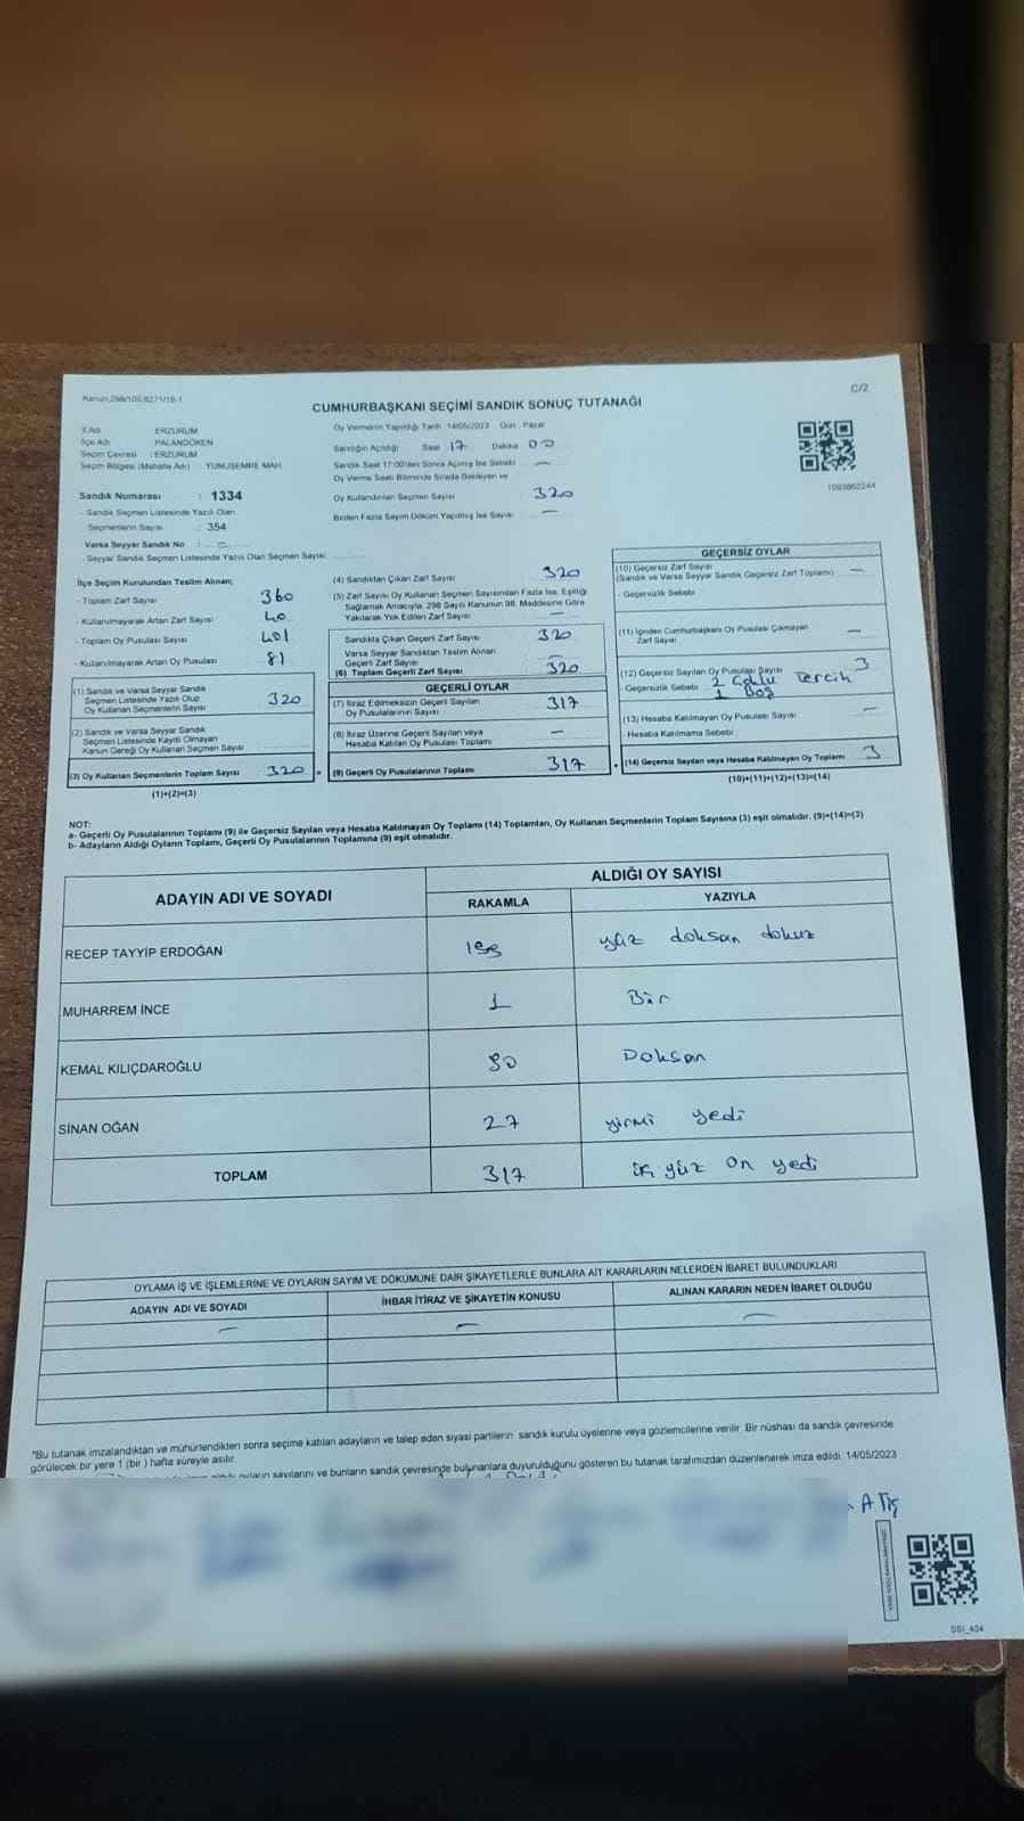 C/2
CUMHURBAŞKANI SEÇİMİ SANDIK SONUÇ TUTANAĞI
İl Adı ERZURUM
İlçe Adı PALANDÖKEN
Seçim Çevresi : ERZURUM
Seçim Bölgesi (Mahalle Adı) YUNUSEMRE MAH.
Sandık Numarası : 1334
- Sandık Seçmen Listesinde Yazılı Olan
Seçmenlerin Sayısı : 354
Varsa Seyyar Sandık No : -
- Seyyar Sandık Seçmen Listesinde Yazılı Olan Seçmen Sayısı
Oy Vermenin Yapıldığı Tarih 14/05/2023 Gün : Pazar
Sandığın Açıldığı Saat 17 Dakika 00
Sandık Saat 17:00'den Sonra Açılmış İse Sebebi —
Oy Verme Saati Bitiminde Sırada Bekleyen ve
Oy Kullandırılan Seçmen Sayısı 320
Birden Fazla Sayım Döküm Yapılmış İse Sayısı —
1003862244
İlçe Seçim Kurulundan Teslim Alınan;
- Toplam Zarf Sayısı 360
- Kullanılmayarak Artan Zarf Sayısı 40
- Toplam Oy Pusulası Sayısı 401
- Kullanılmayarak Artan Oy Pusulası 81
(1) Sandık ve Varsa Seyyar Sandık
Seçmen Listesinde Yazılı Olup
Oy Kullanan Seçmenlerin Sayısı 320
(2) Sandık ve Varsa Seyyar Sandık
Seçmen Listesinde Kayıtlı Olmayan
Kanun Gereği Oy Kullanan Seçmen Sayısı
(3) Oy Kullanan Seçmenlerin Toplam Sayısı 320 =
(1)+(2)=(3)
(4) Sandıktan Çıkan Zarf Sayısı 320
(5) Zarf Sayısı Oy Kullanan Seçmen Sayısından Fazla İse, Eşitliği
Sağlamak Amacıyla, 298 Sayılı Kanunun 98. Maddesine Göre
Yakılarak Yok Edilen Zarf Sayısı —
Sandıkta Çıkan Geçerli Zarf Sayısı 320
Varsa Seyyar Sandıktan Teslim Alınan
Geçerli Zarf Sayısı —
(6) Toplam Geçerli Zarf Sayısı 320
GEÇERLİ OYLAR
(7) İtiraz Edilmeksizin Geçerli Sayılan
Oy Pusulalarının Sayısı 317
(8) İtiraz Üzerine Geçerli Sayılan veya
Hesaba Katılan Oy Pusulası Toplamı —
(9) Geçerli Oy Pusulalarının Toplamı 317 +
GEÇERSİZ OYLAR
(10) Geçersiz Zarf Sayısı —
(Sandık ve Varsa Seyyar Sandık Geçersiz Zarf Toplamı)
- Geçersizlik Sebebi
(11) İçinden Cumhurbaşkanı Oy Pusulası Çıkmayan
Zarf Sayısı —
(12) Geçersiz Sayılan Oy Pusulası Sayısı 3
- Geçersizlik Sebebi 2 Çoklu Tercih
1 Boş
(13) Hesaba Katılmayan Oy Pusulası Sayısı —
- Hesaba Katılmama Sebebi
(14) Geçersiz Sayılan veya Hesaba Katılmayan Oy Toplamı 3
(10)+(11)+(12)+(13)=(14)
NOT:
a- Geçerli Oy Pusulalarının Toplamı (9) ile Geçersiz Sayılan veya Hesaba Katılmayan Oy Toplamı (14) Toplamları, Oy Kullanan Seçmenlerin Toplam Sayısına (3) eşit olmalıdır. (9)+(14)=(3)
b- Adayların Aldığı Oyların Toplamı, Geçerli Oy Pusulalarının Toplamına (9) eşit olmalıdır.
ADAYIN ADI VE SOYADI
ALDIĞI OY SAYISI
RAKAMLA YAZIYLA
RECEP TAYYİP ERDOĞAN 199 yüz doksan dokuz
MUHARREM İNCE 1 Bir
KEMAL KILIÇDAROĞLU 90 Doksan
SİNAN OĞAN 27 yirmi yedi
TOPLAM 317 yüz on yedi
OYLAMA İŞ VE İŞLEMLERİNE VE OYLARIN SAYIM VE DÖKÜMÜNE DAİR ŞİKAYETLERLE BUNLARA AİT KARARLARIN NELERDEN İBARET BULUNDUKLARI
ADAYIN ADI VE SOYADI İHBAR İTİRAZ VE ŞİKAYETİN KONUSU ALINAN KARARIN NEDEN İBARET OLDUĞU
— — —
"Bu tutanak imzalandıktan ve mühürlendikten sonra seçime katılan adayların ve talep eden siyasi partilerin sandık kurulu üyelerine veya gözlemcilerine verilir. Bir nüshası da sandık çevresinde
görülecek bir yere 1 (bir ) hafta süreyle asılır.
sayılarını ve bunların sandık çevresinde bulunanlara duyurulduğunu gösteren bu tutanak tarafımızdan düzenlenerek imza edildi. 14/05/2023
SSI_404